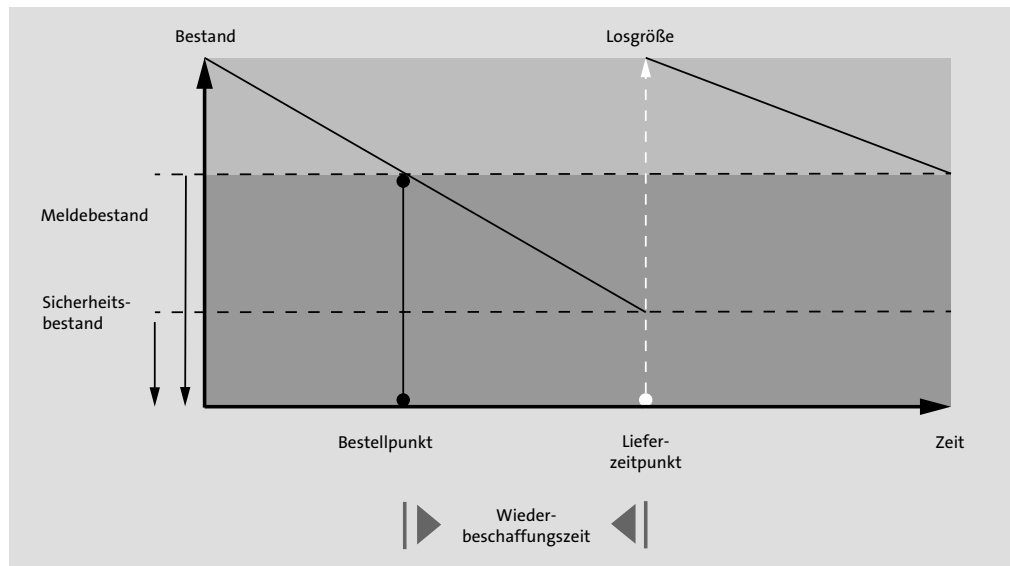 Bestand
Losgröße
Meldebestand
Sicherheits-
bestand
Bestellpunkt
Liefer-
zeitpunkt
Zeit
Wieder-
beschaffungszeit